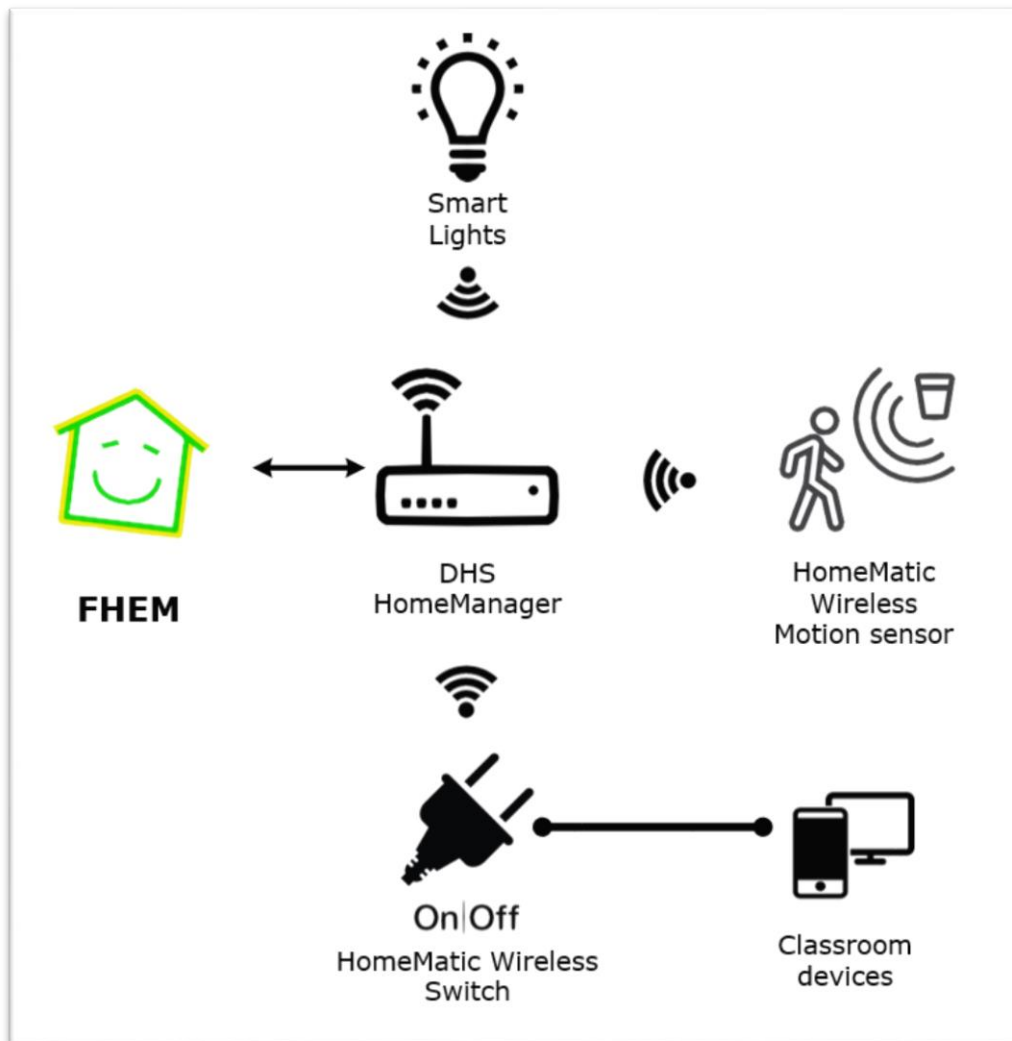 Smart
Lights
FHEM
DHS
HomeManager
HomeMatic
Wireless
Motion sensor
On|Off
HomeMatic Wireless
Switch
Classroom
devices